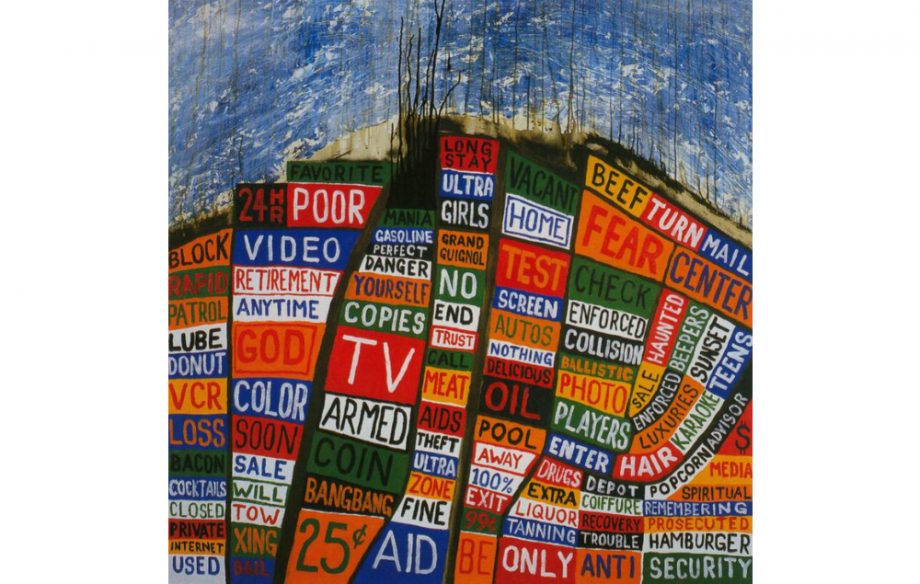 FAVORITE
24HR
POOR
VIDEO
RETIREMENT
ANYTIME
GOD
COLOR
SOON
SALE
WILL
TOW
XING
BAIL
BLOCK
RAPID
PATROL
LUBE
DONUT
VCR
LOSS
BACON
COCKTAILS
CLOSED
PRIVATE
INTERNET
USED
MANIA
GASOLINE
PERFECT
DANGER
YOURSELF
COPIES
TV
ARMED
COIN
BANGBANG
25¢
LONG
STAY
ULTRA
GIRLS
GRAND
GUIGNOL
NO
END
TRUST
CALL
MEAT
AIDS
THEFT
ULTRA
ZONE
FINE
AID
VACANT
HOME
TEST
SCREEN
AUTOS
NOTHING
DELICIOUS
OIL
POOL
AWAY
100%
EXIT
99¢
BE
BEEF
TURN
MAIL
FEAR
CENTER
CHECK
ENFORCED
COLLISION
BALLISTIC
PHOTO
PLAYERS
ENTER
HAUNTED
SALE
BEEPERS
ENFORCED
SUNSET
LUXURIES
TEENS
KARAOKE
HAIR
ADVISOR
POPCORN
$
DRUGS
EXTRA
LIQUOR
TANNING
ONLY
DEPOT
COIFFURE
RECOVERY
TROUBLE
ANTI
MEDIA
SPIRITUAL
REMEMBERING
PROSECUTED
HAMBURGER
SECURITY